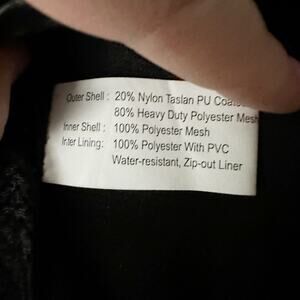 Outer Shell : 20% Nylon Taslan PU Coated
80% Heavy Duty Polyester Mesh
Inner Shell : 100% Polyester Mesh
Inter Lining: 100% Polyester With PVC
Water-resistant, Zip-out Liner